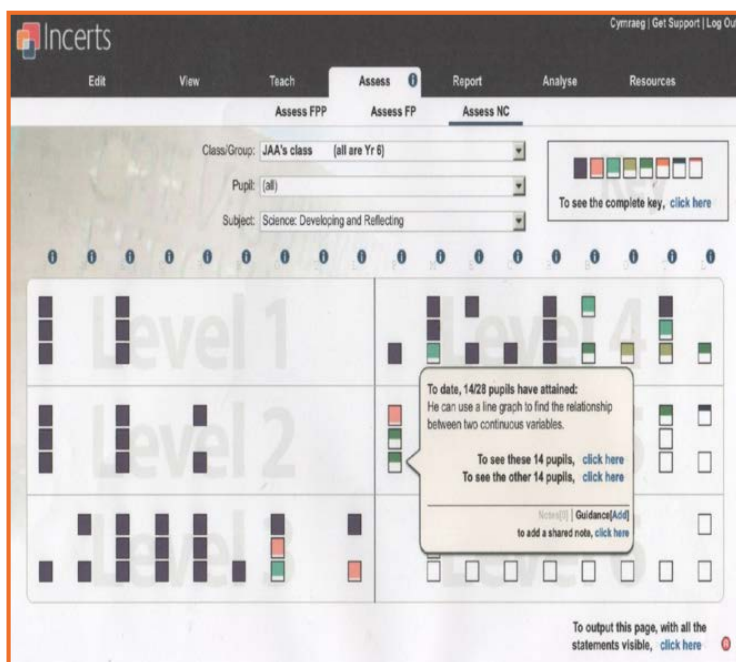 Cymraeg | Get Support | Log Out
Incerts
Edit View Teach Assess Report Analyse Resources
Assess FPP Assess FP Assess NC
Class/Group: JAA's class (all are Yr 6)
Pupil: (all)
Subject: Science: Developing and Reflecting
Key
To see the complete key, click here
Level 1
Level 4
To date, 14/28 pupils have attained:
He can use a line graph to find the relationship
between two continuous variables.
To see these 14 pupils, click here
To see the other 14 pupils, click here
Notes[0] | Guidance[Add]
to add a shared note, click here
Level 2
5
Level 3
6
To output this page, with all the
statements visible, click here